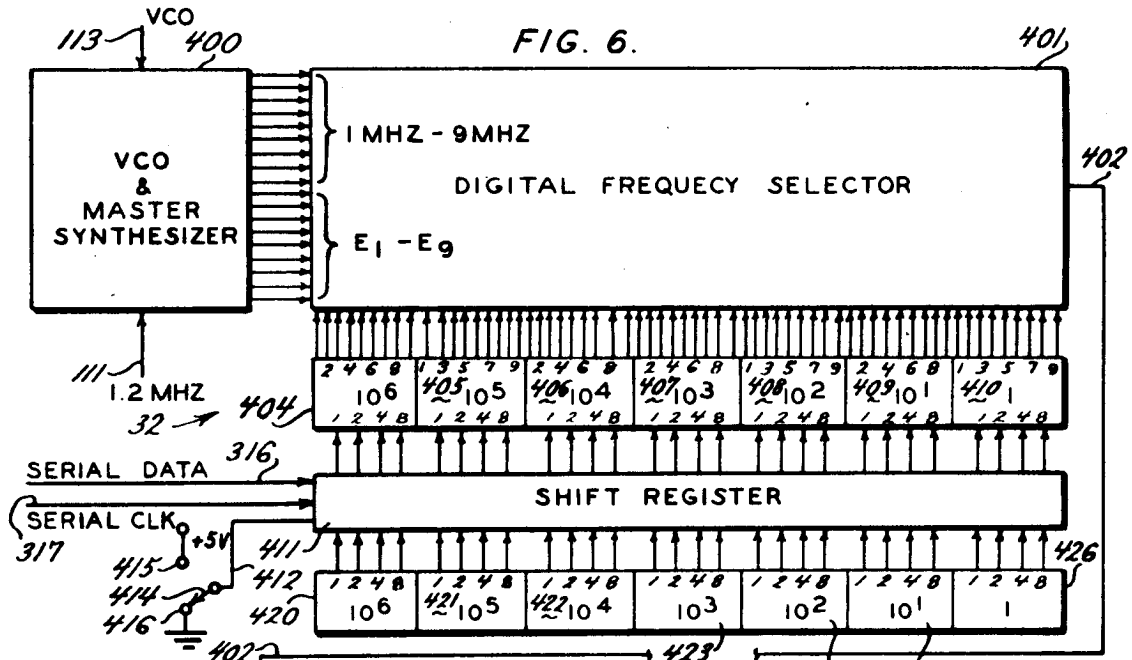 VCO
113
400
FIG. 6.
401
1 MHZ - 9 MHZ
VCO
&
MASTER
SYNTHESIZER
DIGITAL FREQUECY SELECTOR
402
E1 - E9
111
1.2 MHZ
32
404
2 4 6 8 1 3 5 7 9 2 4 6 8 2 4 6 8 1 3 5 7 9 2 4 6 8 1 3 5 7 9
10^6 405 10^5 406 10^4 407 10^3 408 10^2 409 10^1 410 1
1 2 4 8 1 2 4 8 1 2 4 8 1 2 4 8 1 2 4 8 1 2 4 8 1 2 4 8
SERIAL DATA 316
SHIFT REGISTER
SERIAL CLK
317
+5V
411
415
412
414
416
426
1 2 4 8 1 2 4 8 1 2 4 8 1 2 4 8 1 2 4 8 1 2 4 8 1 2 4 8
420 10^6 421 10^5 422 10^4 10^3 10^2 10^1 1
402
423